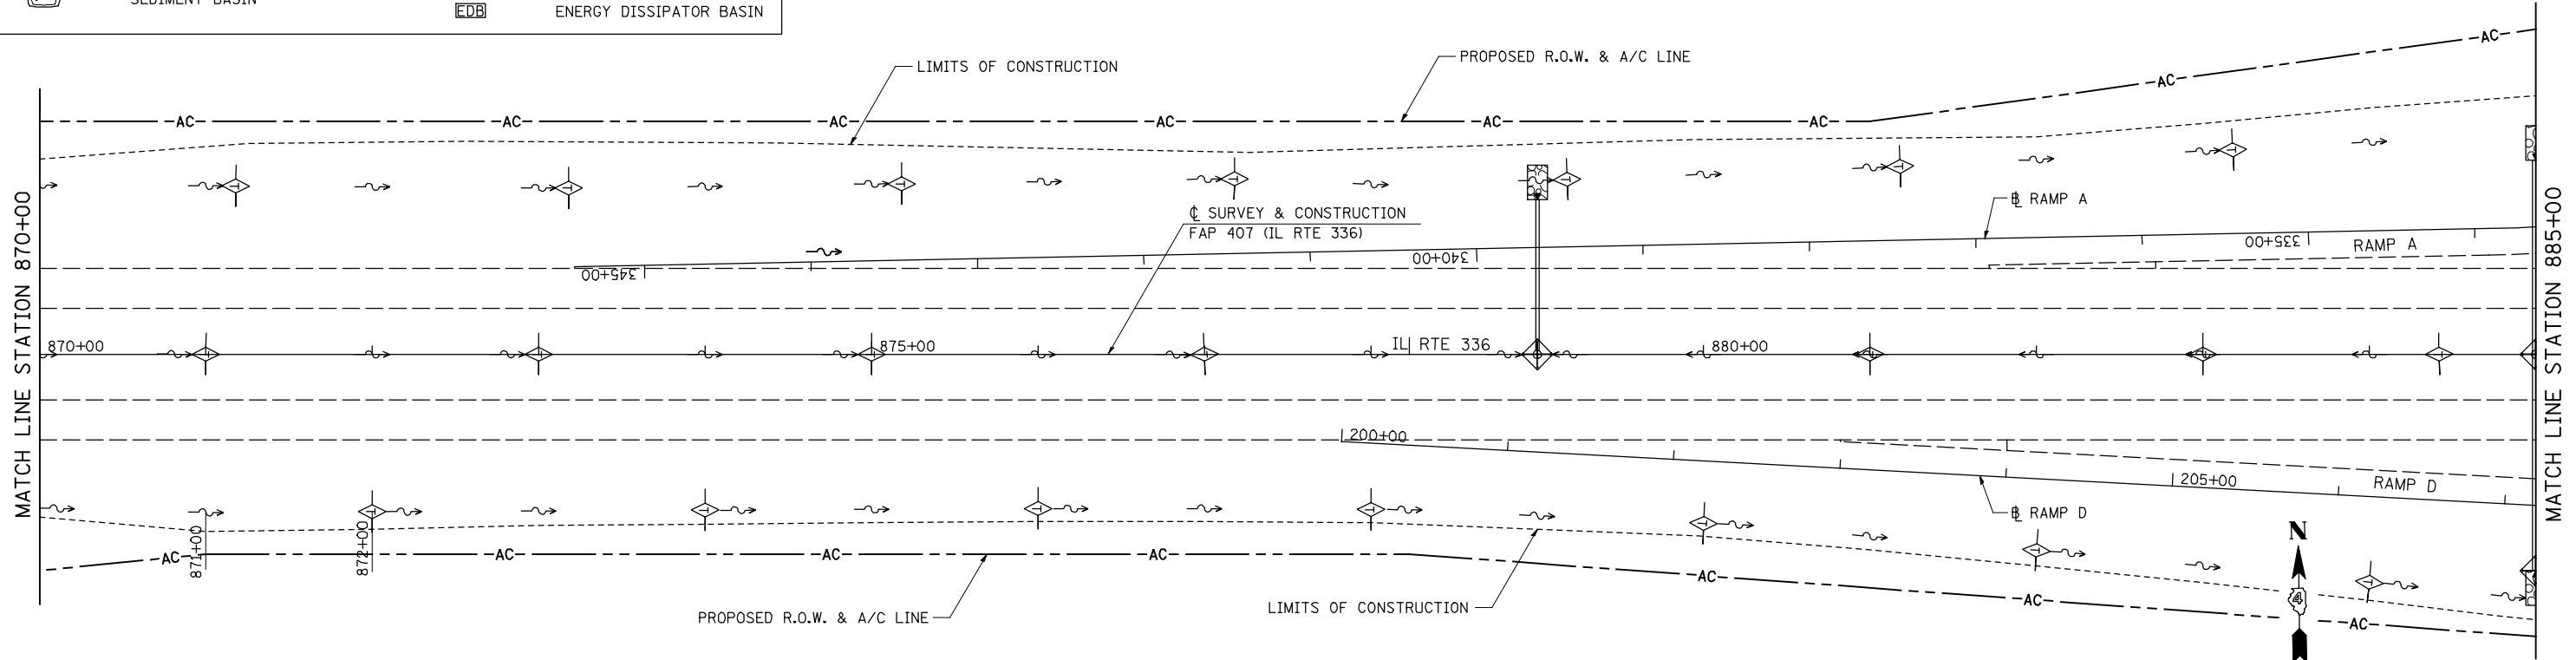 SEDIMENT BASIN
EDB ENERGY DISSIPATOR BASIN
LIMITS OF CONSTRUCTION
PROPOSED R.O.W. & A/C LINE
AC
AC
AC AC AC AC AC AC
MATCH LINE STATION 870+00
MATCH LINE STATION 885+00
℄ SURVEY & CONSTRUCTION
FAP 407 (IL RTE 336)
℄ RAMP A
345+00
340+00
335+00
RAMP A
870+00
875+00
IL RTE 336
880+00
200+00
205+00
RAMP D
℄ RAMP D
871+00
872+00
AC AC AC AC AC AC AC
PROPOSED R.O.W. & A/C LINE
LIMITS OF CONSTRUCTION
N
4